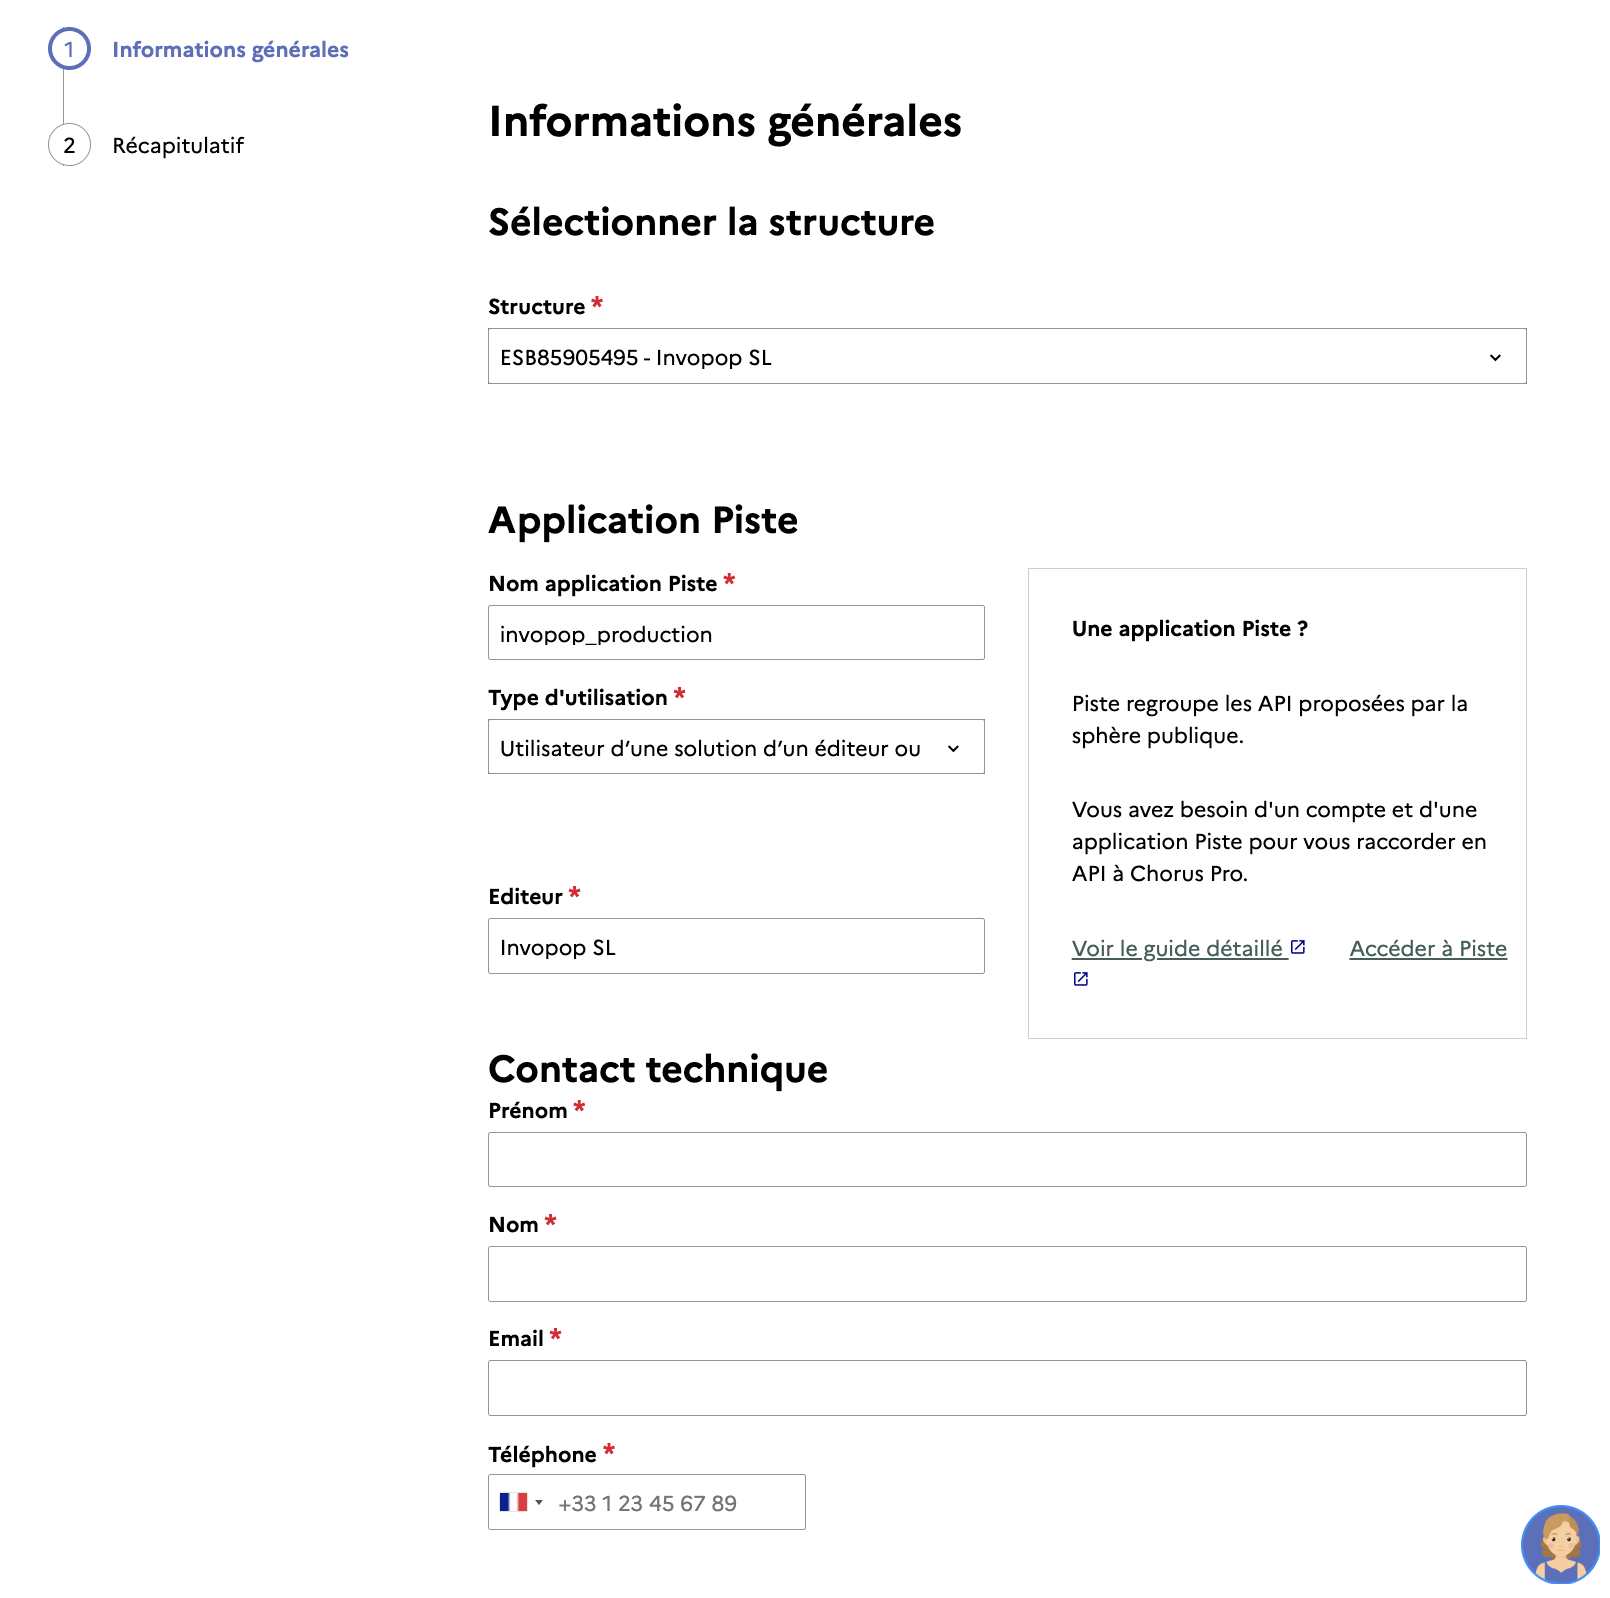 1 Informations générales
2 Récapitulatif
Informations générales
Sélectionner la structure
Structure *
ESB85905495 - Invopop SL
Application Piste
Nom application Piste *
invopop_production
Type d'utilisation *
Utilisateur d’une solution d’un éditeur ou
Editeur *
Invopop SL
Une application Piste ?
Piste regroupe les API proposées par la
sphère publique.
Vous avez besoin d'un compte et d'une
application Piste pour vous raccorder en
API à Chorus Pro.
Voir le guide détaillé Accéder à Piste
Contact technique
Prénom *
Nom *
Email *
Téléphone *
+33 1 23 45 67 89